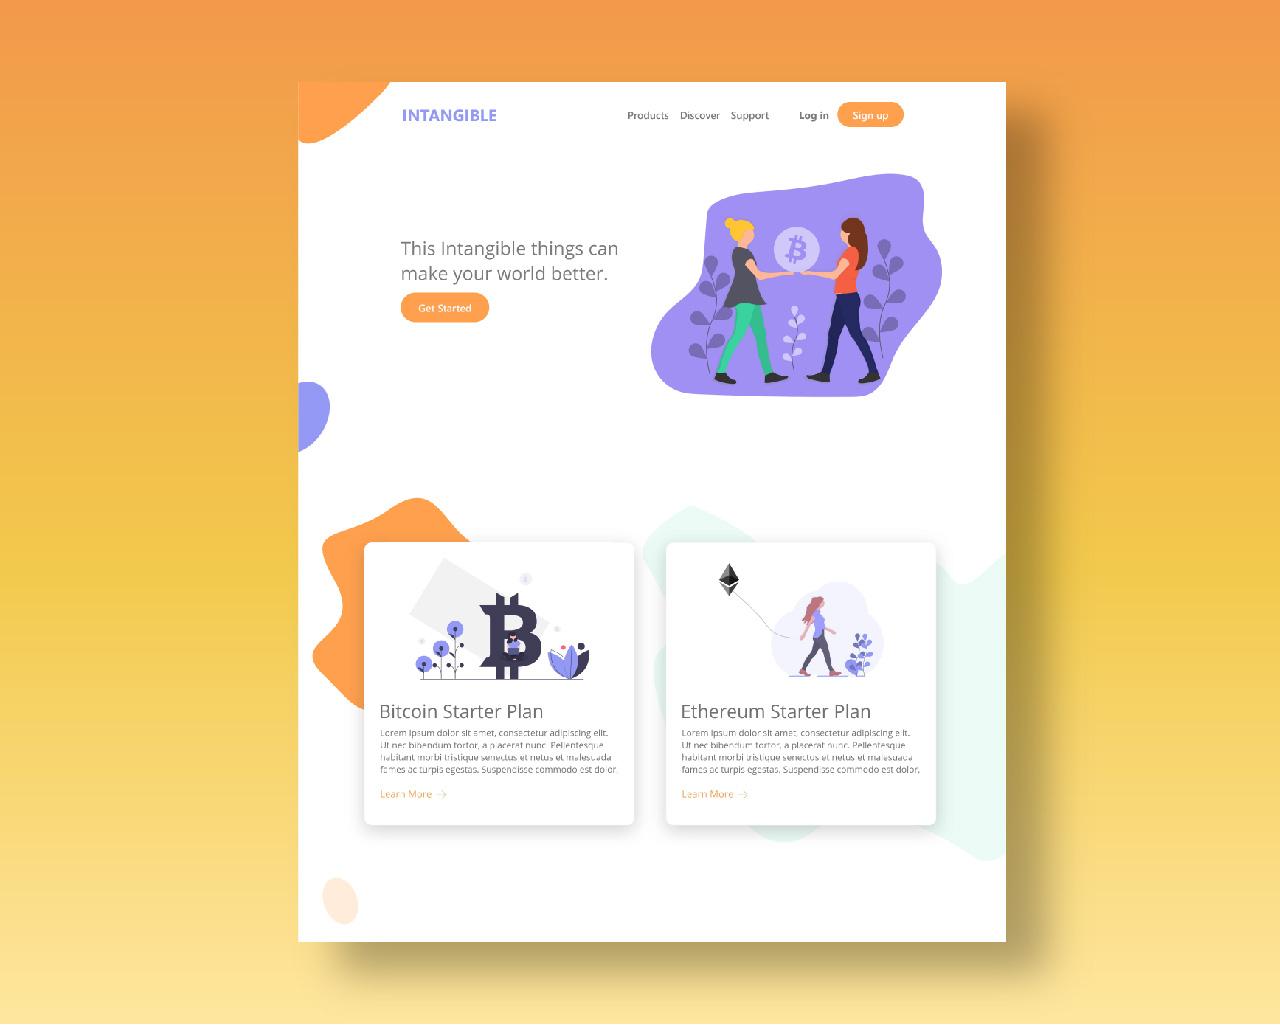 INTANGIBLE
Products Discover Support Log in Sign up
This Intangible things can
make your world better.
Get Started
Bitcoin Starter Plan
Lorem ipsum dolor sit amet, consectetur adipiscing elit.
Ut nec bibendum tortor, a placerat nunc. Pellentesque
habitant morbi tristique senectus et netus et malesuada
fames ac turpis egestas. Suspendisse commodo est dolor.
Learn More →
Ethereum Starter Plan
Lorem ipsum dolor sit amet, consectetur adipiscing elit.
Ut nec bibendum tortor, a placerat nunc. Pellentesque
habitant morbi tristique senectus et netus et malesuada
fames ac turpis egestas. Suspendisse commodo est dolor.
Learn More →